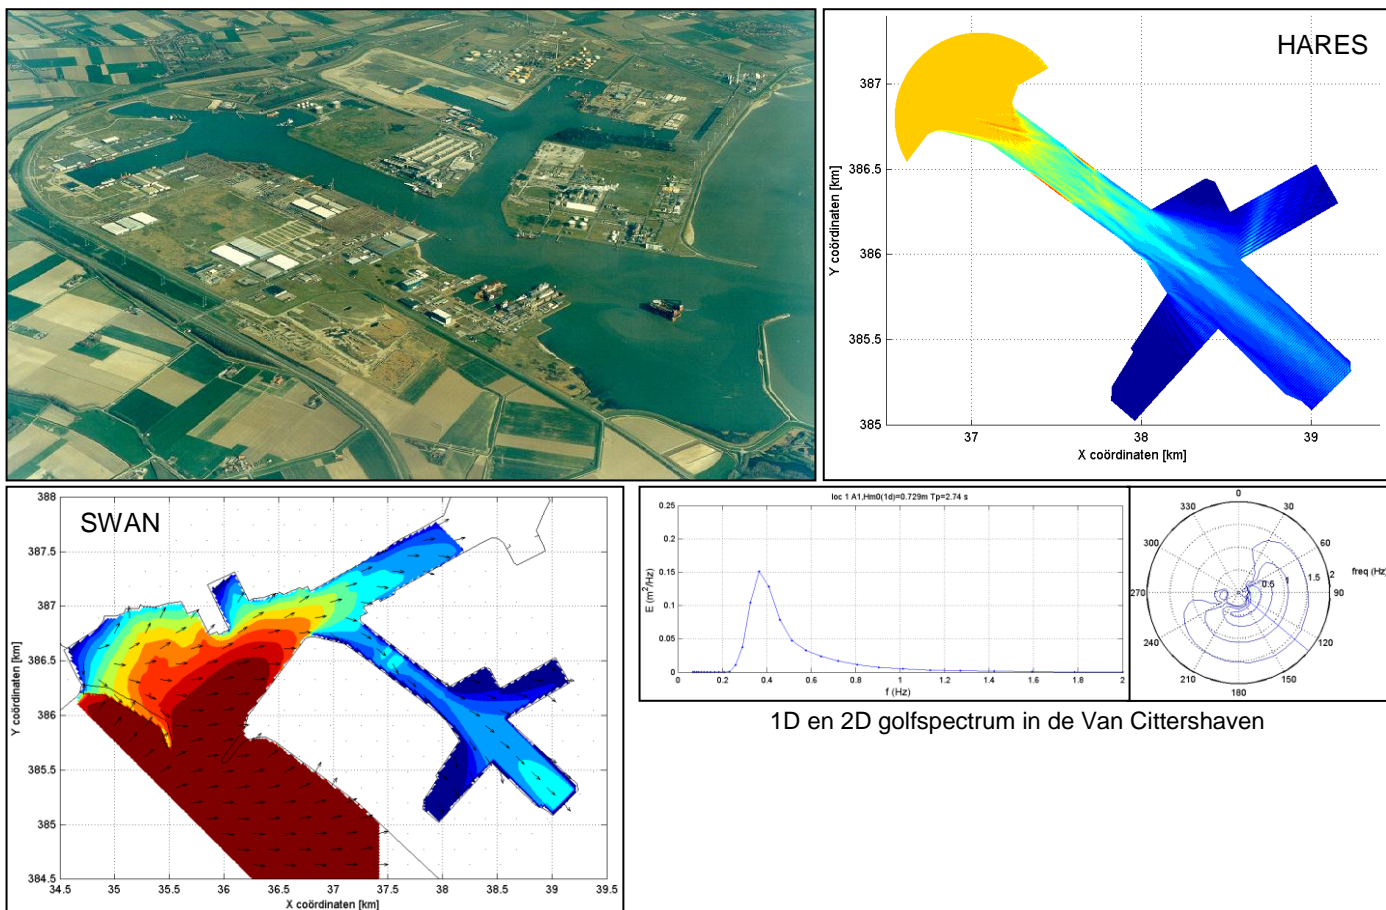 HARES
387
386.5
386
385.5
385
37
38
39
Y coördinaten [km]
X coördinaten [km]
SWAN
388
387.5
387
386.5
386
385.5
385
384.5
34.5 35 35.5 36 36.5 37 37.5 38 38.5 39 39.5
Y coördinaten [km]
X coördinaten [km]
loc 1 A1,Hm0(1d)=0.729m Tp=2.74 s
0.25
0.2
0.15
0.1
0.05
0
0 0.2 0.4 0.6 0.8 1 1.2 1.4 1.6 1.8 2
E (m²/Hz)
f (Hz)
0
30
60
90
120
150
180
210
240
270
300
330
freq (Hz)
0.5 1 1.5 2
1D en 2D golfspectrum in de Van Cittershaven